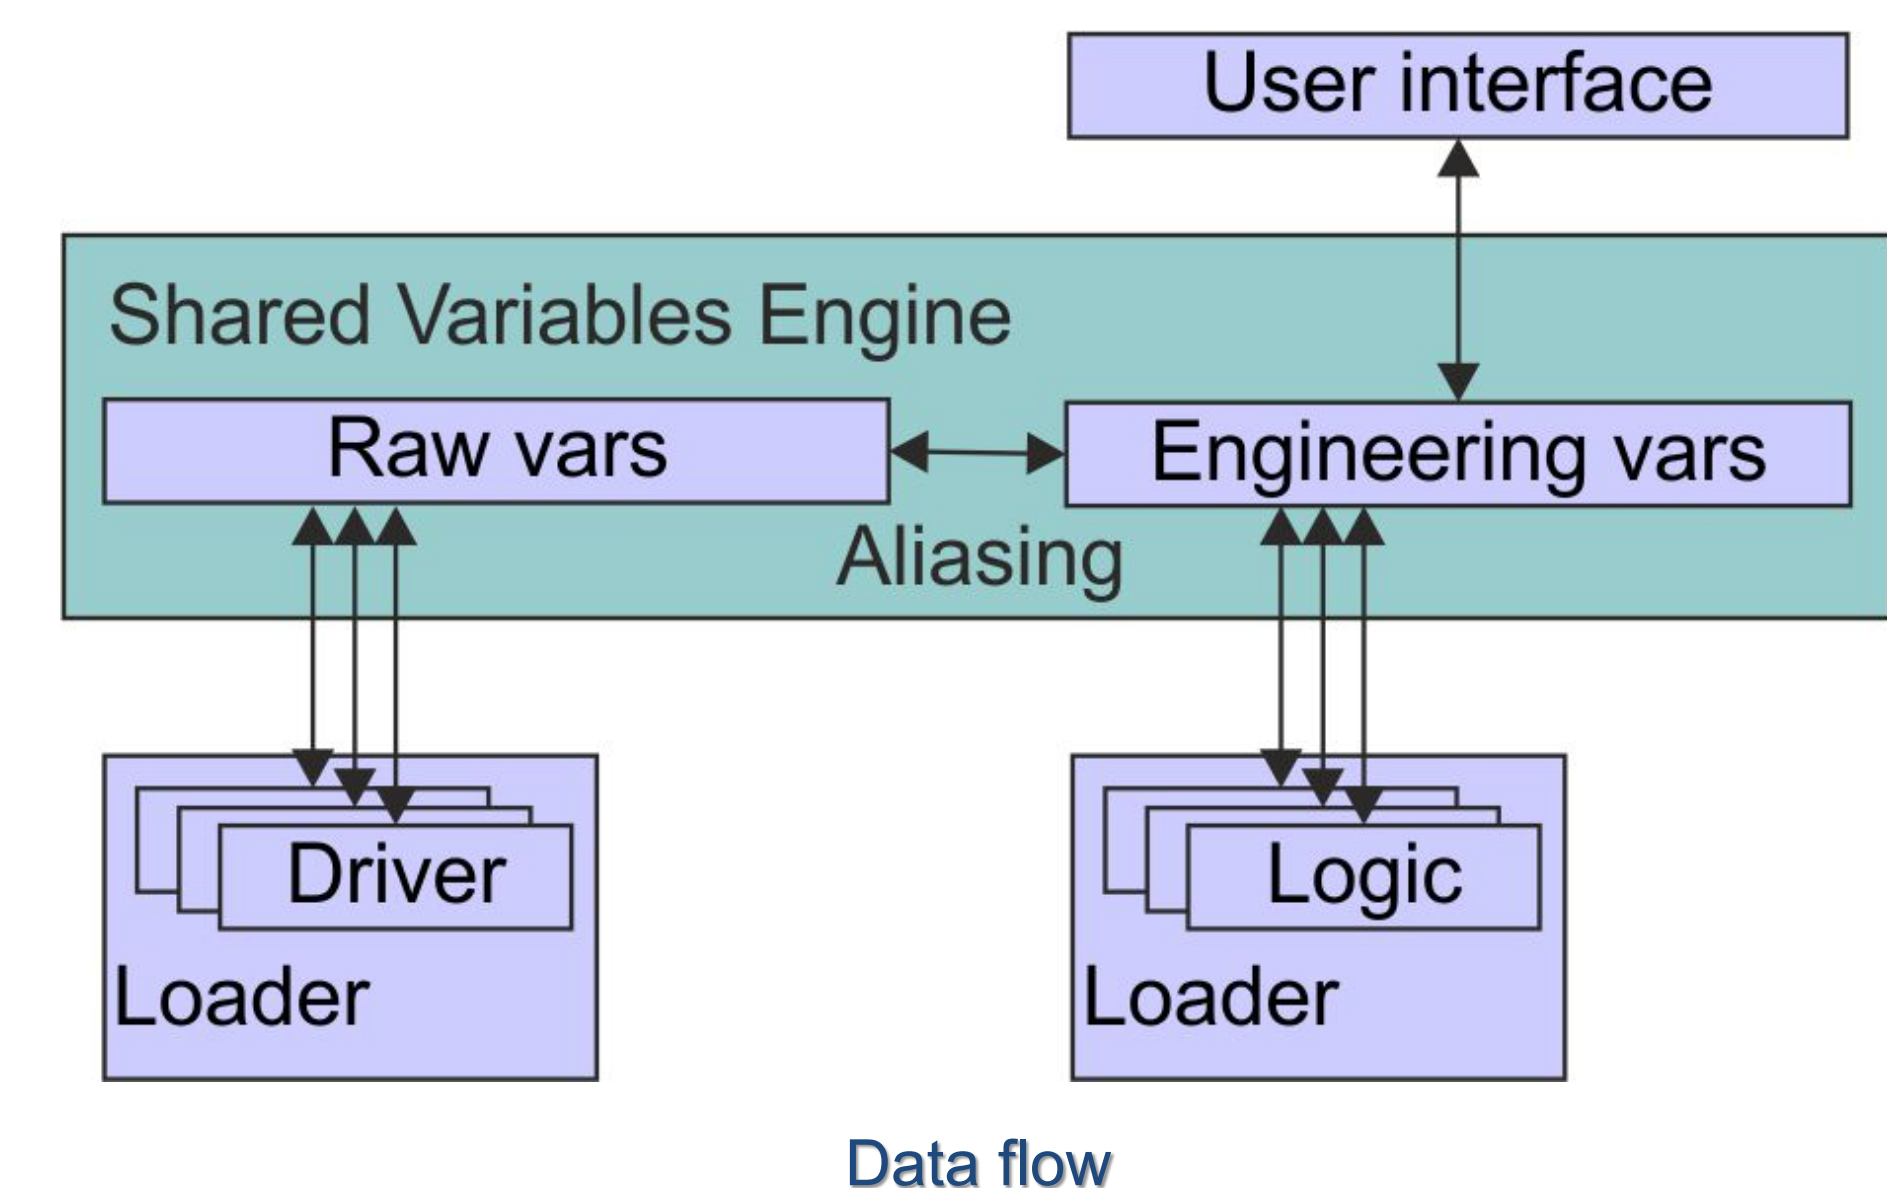 User interface
Shared Variables Engine
Raw vars
Engineering vars
Aliasing
Driver
Logic
Loader
Loader
Data flow